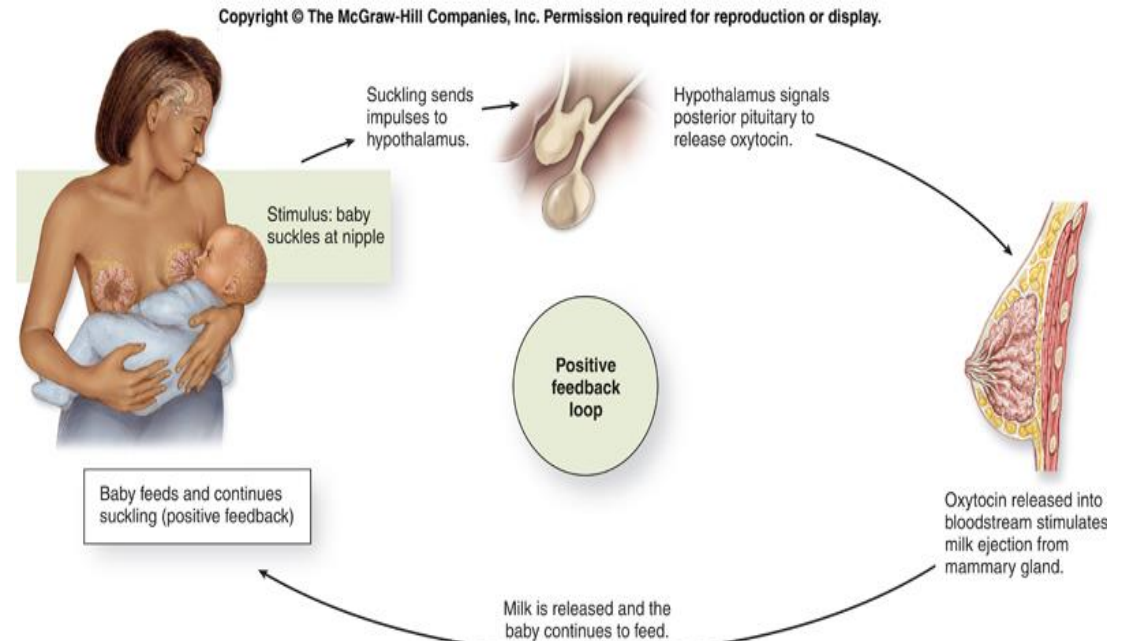 Copyright © The McGraw-Hill Companies, Inc. Permission required for reproduction or display.
Suckling sends
impulses to
hypothalamus.
Hypothalamus signals
posterior pituitary to
release oxytocin.
Stimulus: baby
suckles at nipple
Positive
feedback
loop
Baby feeds and continues
suckling (positive feedback)
Oxytocin released into
bloodstream stimulates
milk ejection from
mammary gland.
Milk is released and the
baby continues to feed.